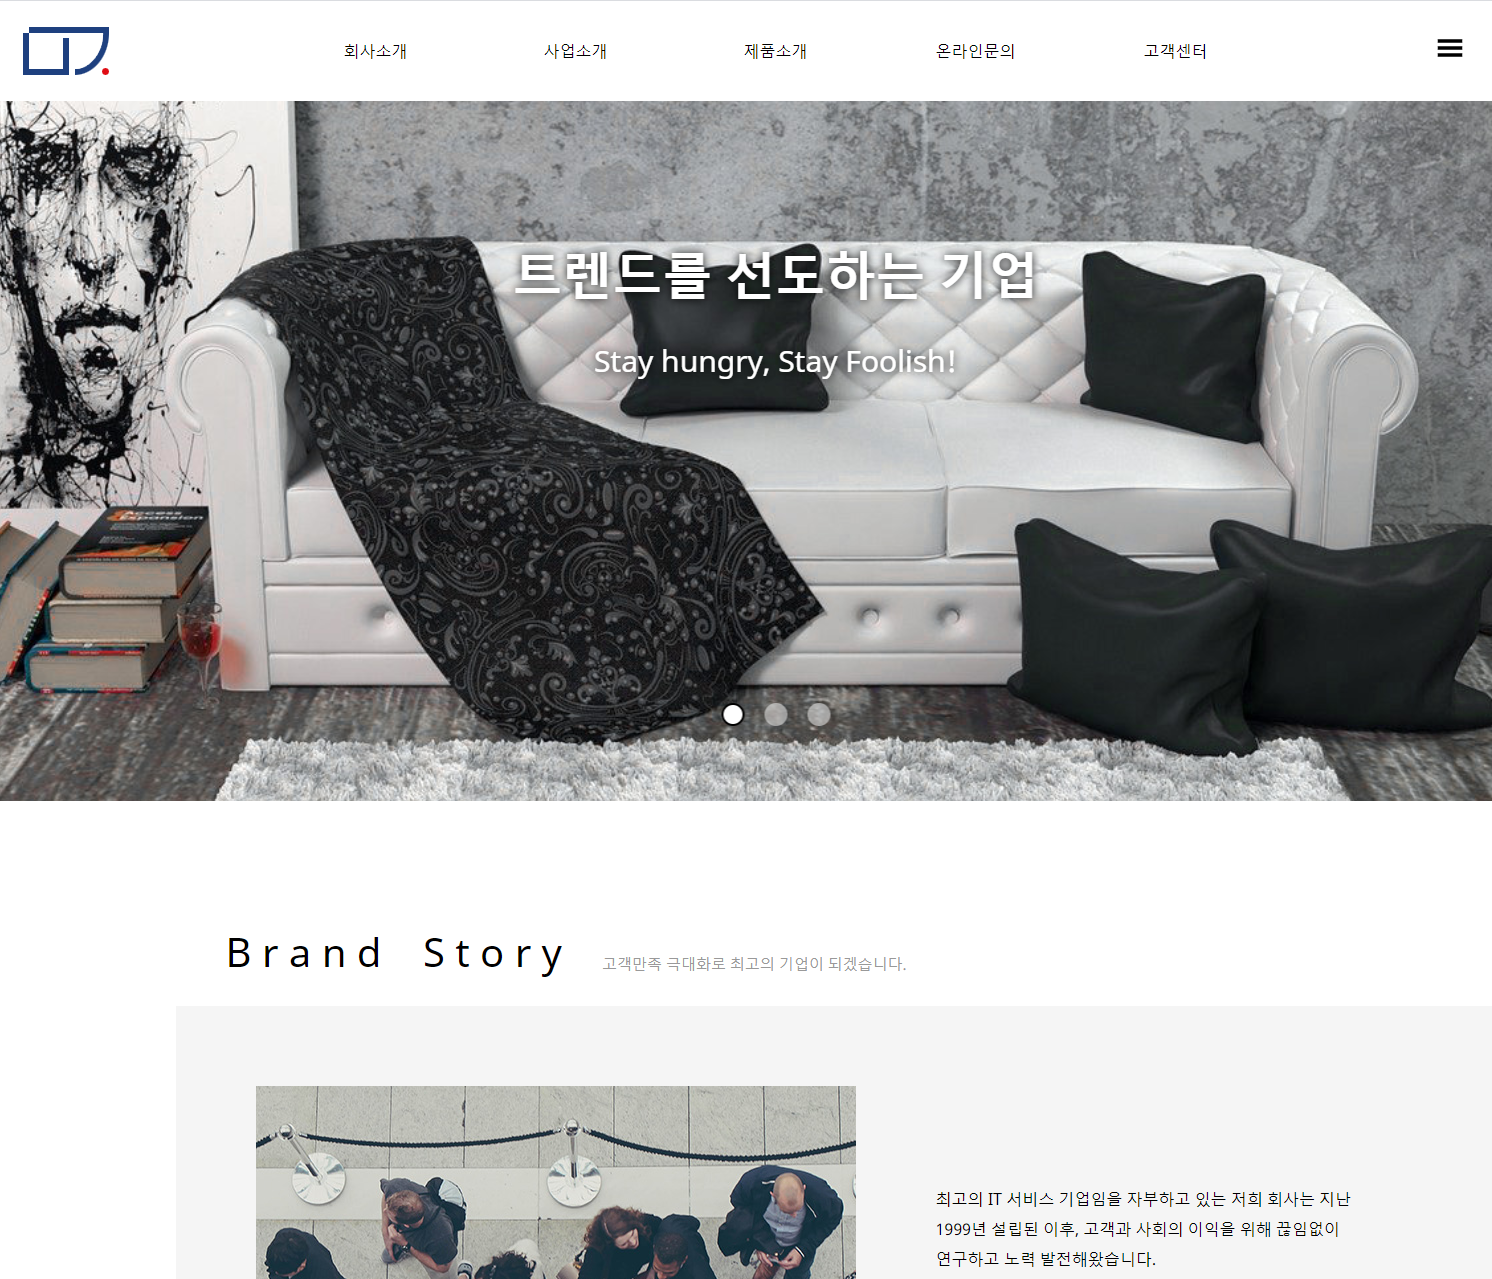 회사소개 사업소개 제품소개 온라인문의 고객센터
트렌드를 선도하는 기업
Stay hungry, Stay Foolish!
Access
Expansion
Brand Story 고객만족 극대화로 최고의 기업이 되겠습니다.
최고의 IT 서비스 기업임을 자부하고 있는 저희 회사는 지난
1999년 설립된 이후, 고객과 사회의 이익을 위해 끊임없이
연구하고 노력 발전해왔습니다.